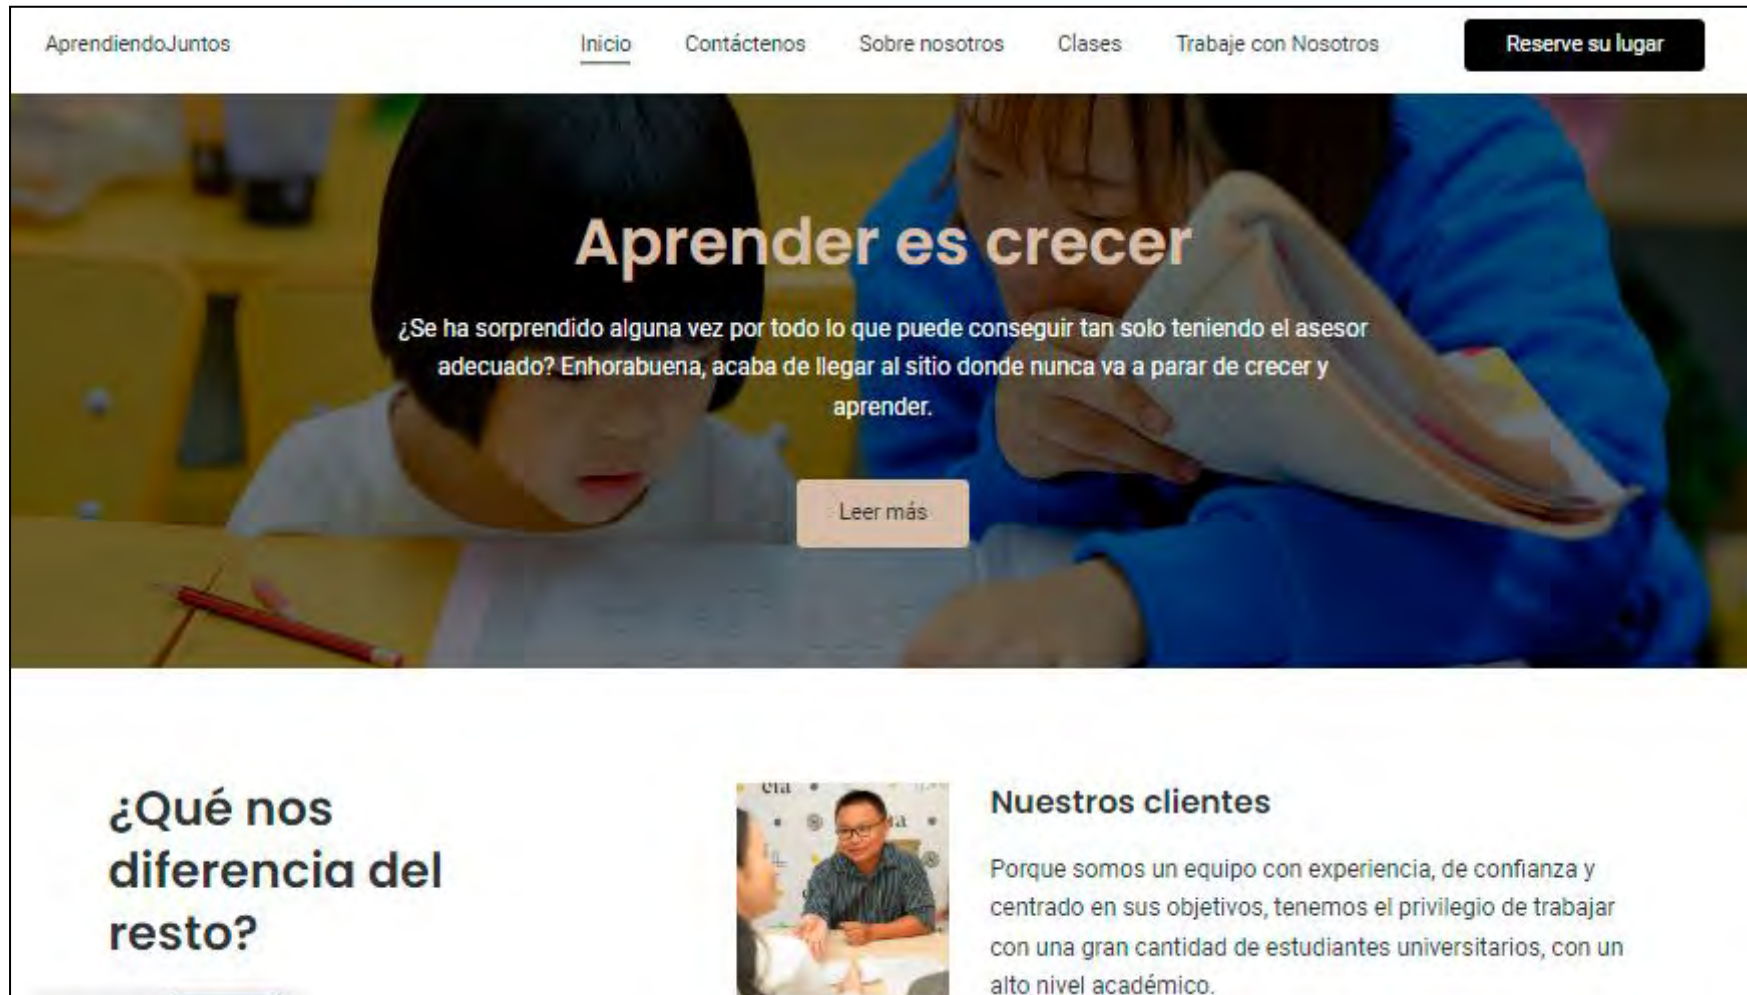 AprendiendoJuntos
Inicio
Contáctenos
Sobre nosotros
Clases
Trabaje con Nosotros
Reserve su lugar
Aprender es crecer
¿Se ha sorprendido alguna vez por todo lo que puede conseguir tan solo teniendo el asesor
adecuado? Enhorabuena, acaba de llegar al sitio donde nunca va a parar de crecer y
aprender.
Leer más
¿Qué nos
diferencia del
resto?
Nuestros clientes
Porque somos un equipo con experiencia, de confianza y
centrado en sus objetivos, tenemos el privilegio de trabajar
con una gran cantidad de estudiantes universitarios, con un
alto nivel académico.